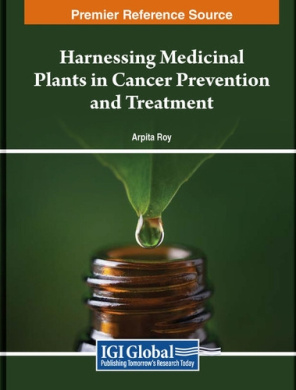 Premier Reference Source
Harnessing Medicinal
Plants in Cancer Prevention
and Treatment
Arpita Roy
IGI Global
Publishing Tomorrow's Research Today